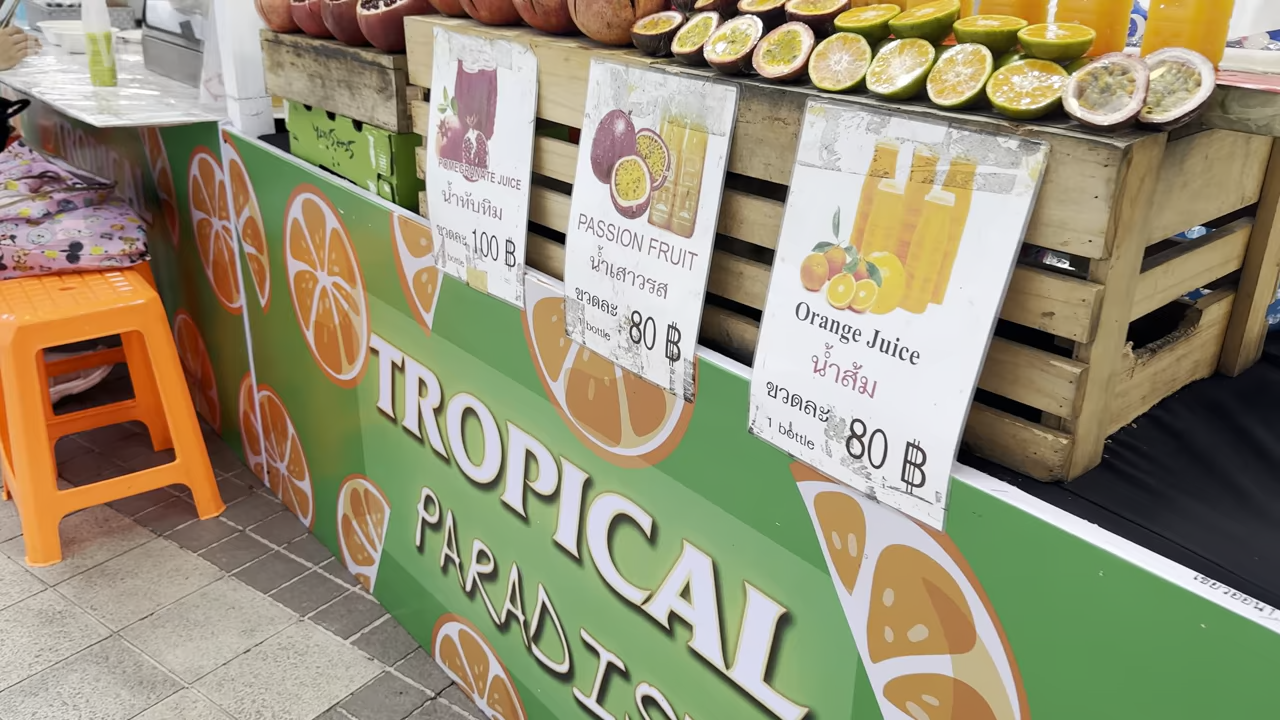 POMEGRANATE JUICE
น้ำทับทิม
ขวดละ 100 ฿
bottle
PASSION FRUIT
น้ำเสาวรส
ขวดละ 80 ฿
1 bottle
Orange Juice
น้ำส้ม
ขวดละ 80 ฿
1 bottle
TROPICAL
PARADIS
TROPICAL